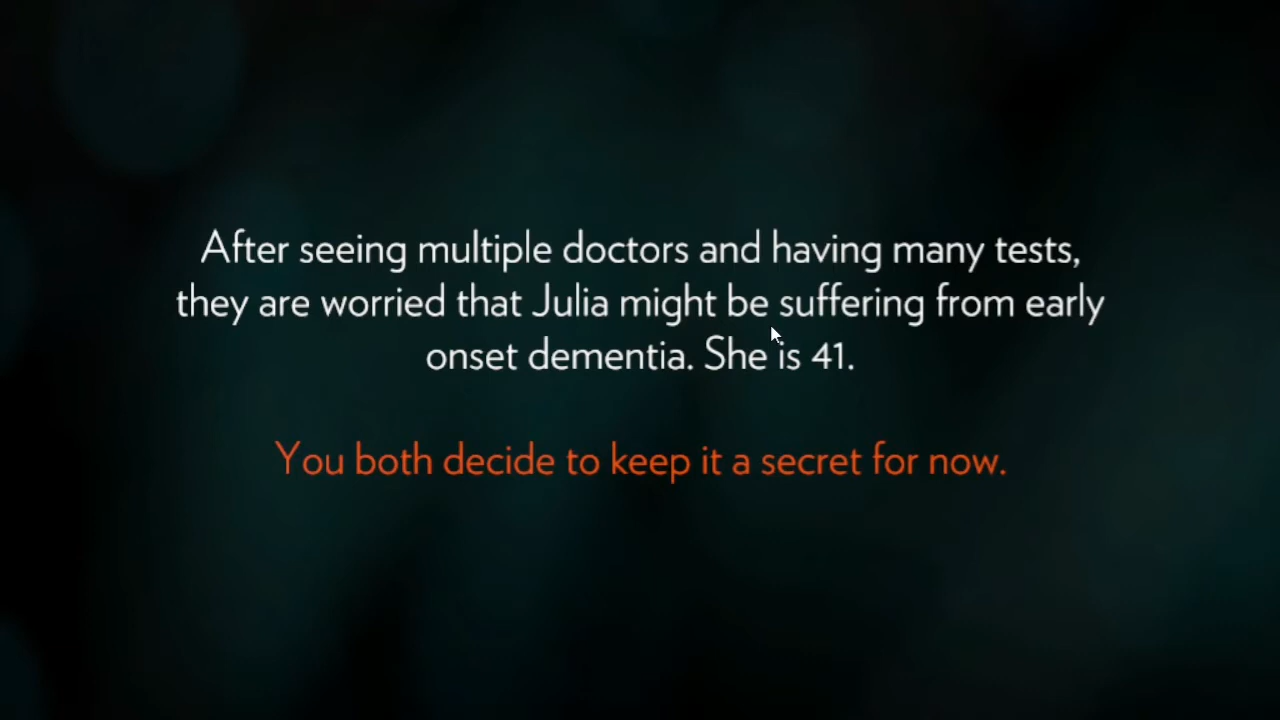 After seeing multiple doctors and having many tests,
they are worried that Julia might be suffering from early
onset dementia. She is 41.
You both decide to keep it a secret for now.